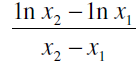 ln x₂ − ln x₁
x₂ − x₁